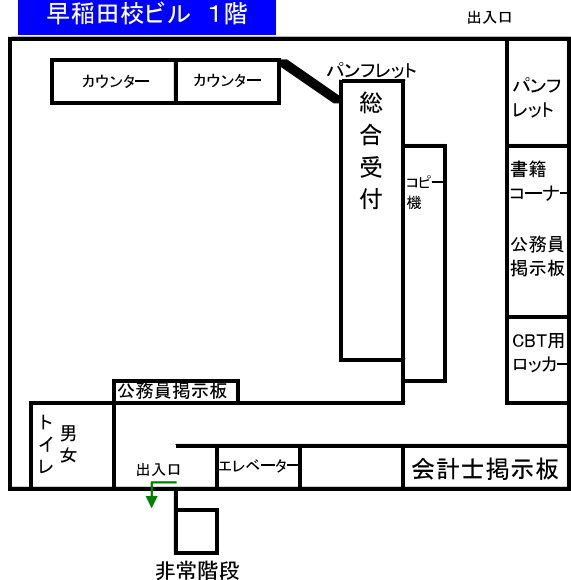 早稲田校ビル 1階
出入口
カウンター
カウンター
パンフレット
総合受付
コピー
機
パンフ
レット
書籍
コーナー
公務員
掲示板
CBT用
ロッカー
公務員掲示板
トイレ
男女
出入口
エレベーター
会計士掲示板
非常階段